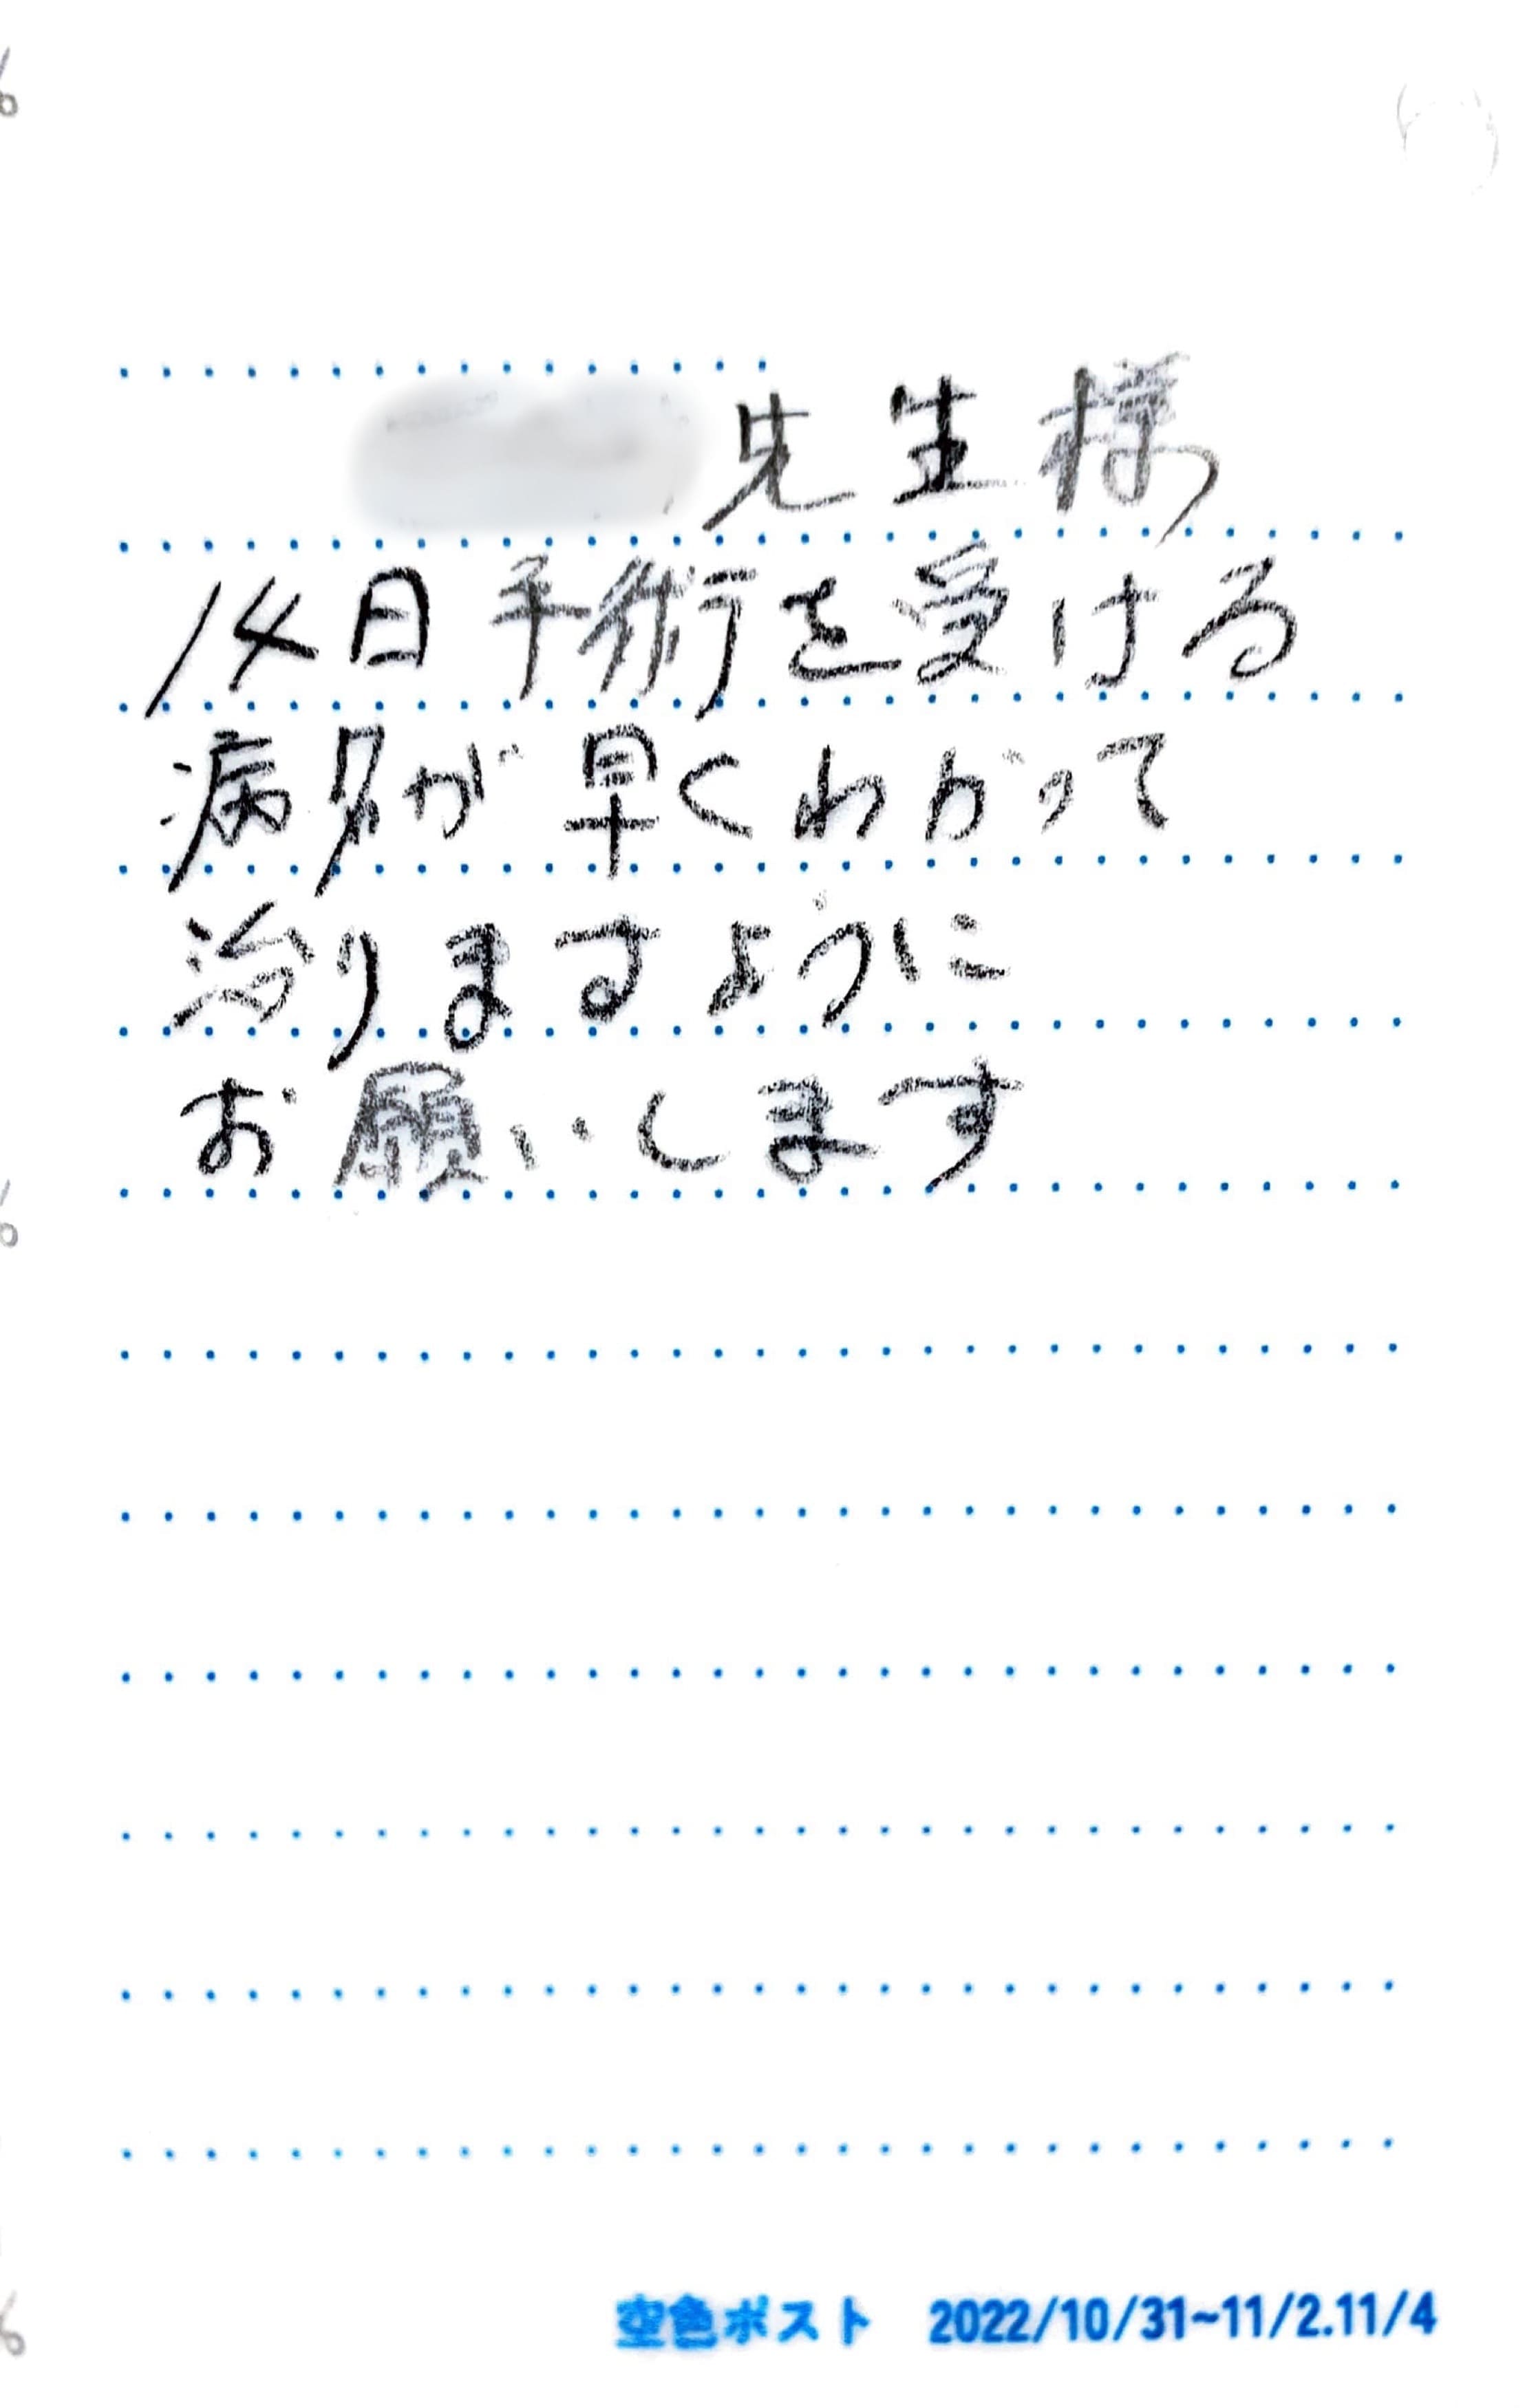 先生様
14日手術を受ける
病名が早くわかって
治りますように
お願いします
空色ポスト 2022/10/31~11/2.11/4